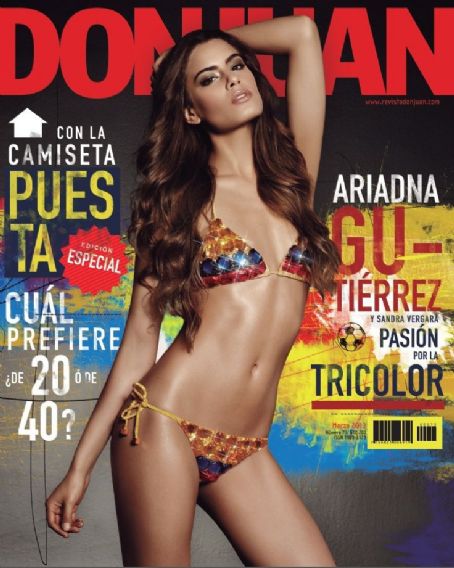 DONJUAN
www.revistadonjuan.com
CON LA
CAMISETA
PUES
TA
EDICIÓN
ESPECIAL
CUÁL
PREFIERE
¿DE 20 Ó DE
40?
ARIADNA
GU-
TIÉRREZ
Y SANDRA VERGARA
PASIÓN
POR LA
TRICOLOR
Marzo